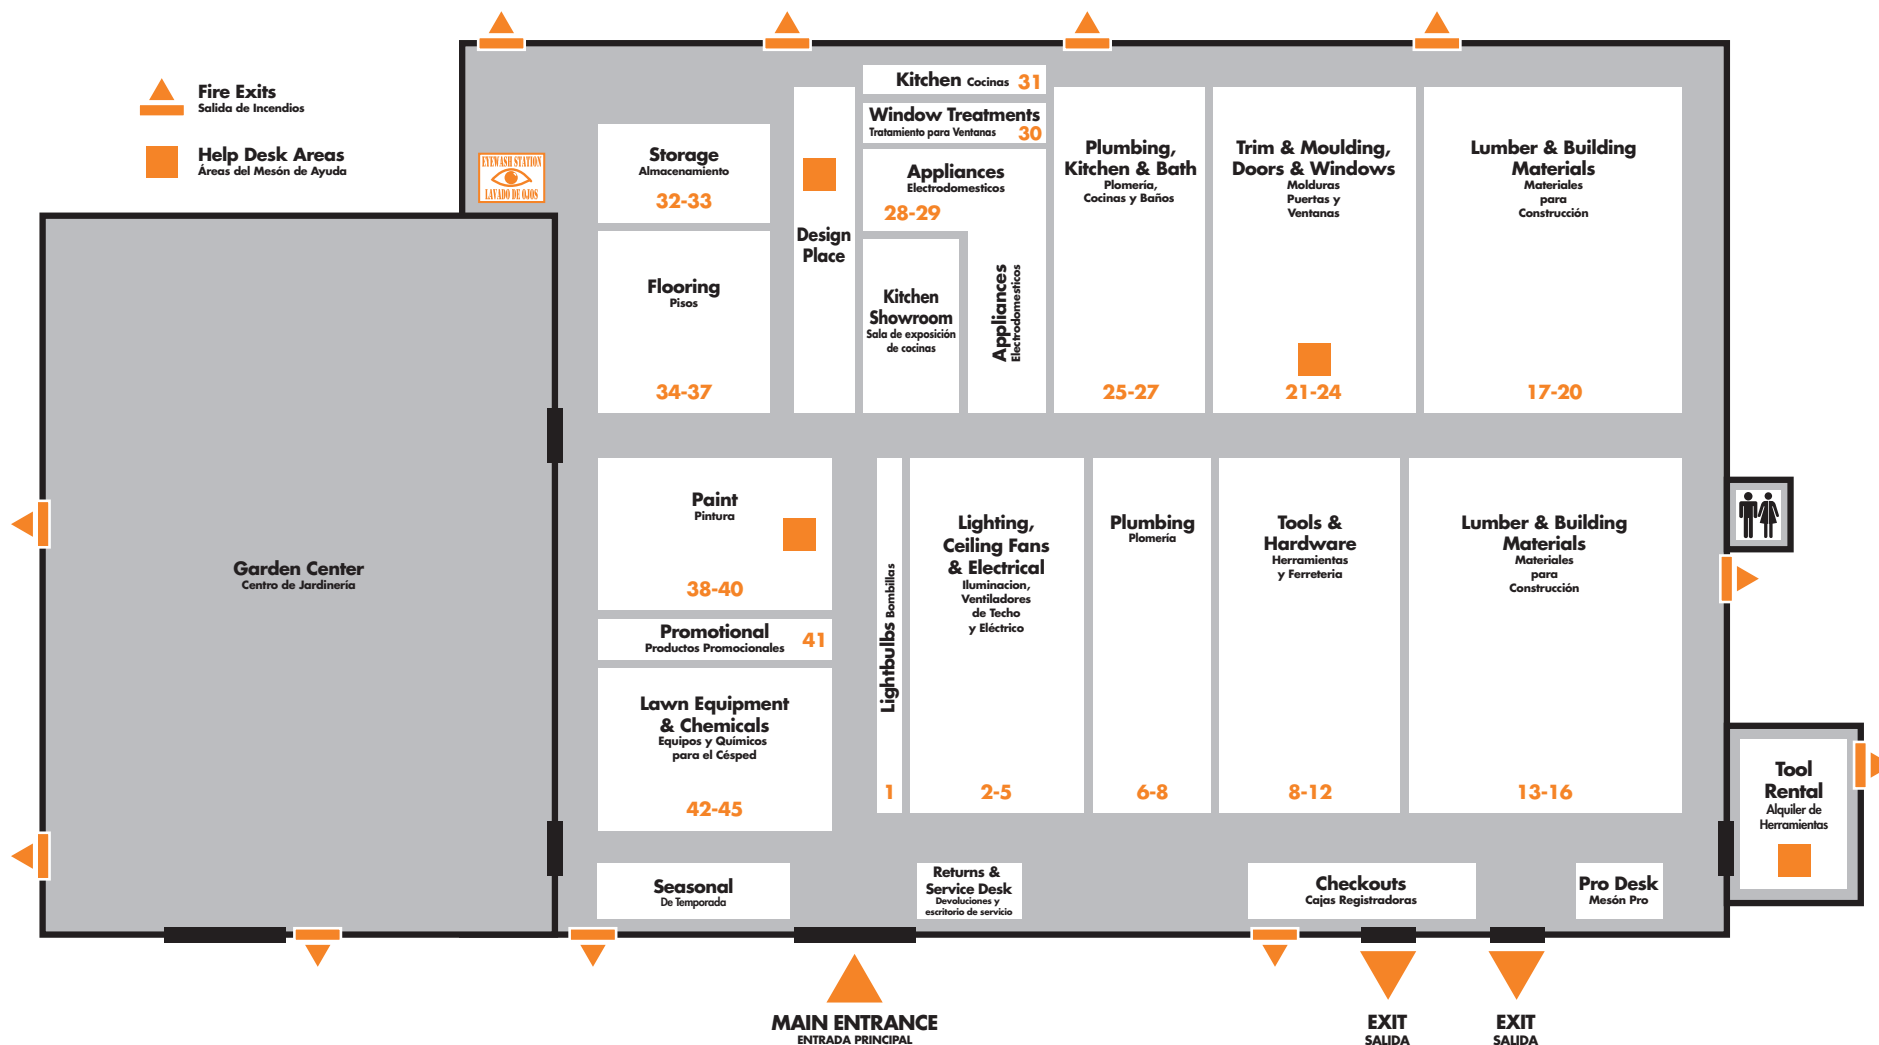 Fire Exits
Salida de Incendios
Help Desk Areas
Áreas del Mesón de Ayuda
EYEWASH STATION
LAVADO DE OJOS
Storage
Almacenamiento
32-33
Flooring
Pisos
34-37
Design
Place
Kitchen Cocinas 31
Window Treatments
Tratamiento para Ventanas 30
Appliances
Electrodomesticos
28-29
Kitchen
Showroom
Sala de exposición
de cocinas
Appliances
Electrodomesticos
Plumbing,
Kitchen & Bath
Plomería,
Cocinas y Baños
25-27
Trim & Moulding,
Doors & Windows
Molduras
Puertas y
Ventanas
21-24
Lumber & Building
Materials
Materiales
para
Construcción
17-20
Garden Center
Centro de Jardinería
Paint
Pintura
38-40
Promotional
Productos Promocionales 41
Lawn Equipment
& Chemicals
Equipos y Químicos
para el Césped
42-45
Lightbulbs Bombillas
1
Lighting,
Ceiling Fans
& Electrical
Iluminacion,
Ventiladores
de Techo
y Eléctrico
2-5
Plumbing
Plomería
6-8
Tools &
Hardware
Herramientas
y Ferreteria
8-12
Lumber & Building
Materials
Materiales
para
Construcción
13-16
Tool
Rental
Alquiler de
Herramientas
Seasonal
De Temporada
Returns &
Service Desk
Devoluciones y
escritorio de servicio
Checkouts
Cajas Registradoras
Pro Desk
Mesón Pro
MAIN ENTRANCE
ENTRADA PRINCIPAL
EXIT
SALIDA
EXIT
SALIDA